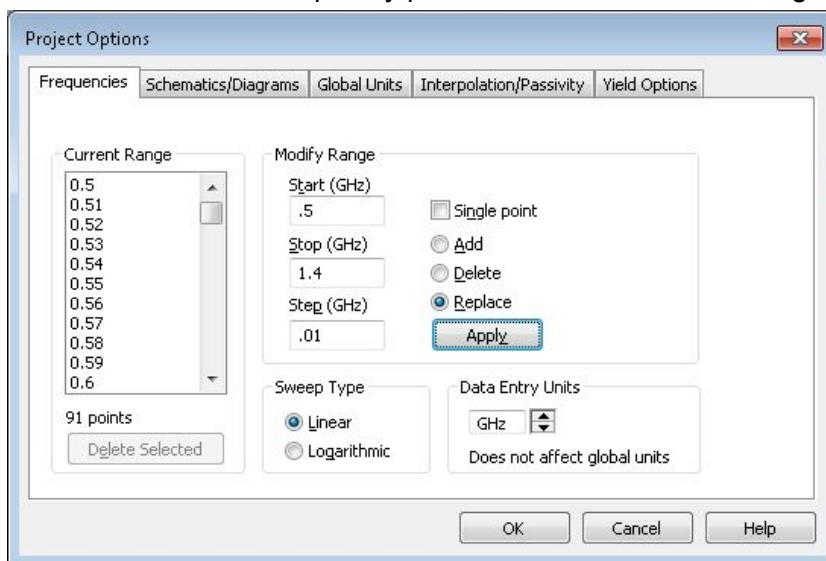 Project Options
Frequencies Schematics/Diagrams Global Units Interpolation/Passivity Yield Options
Current Range
0.5
0.51
0.52
0.53
0.54
0.55
0.56
0.57
0.58
0.59
0.6
91 points
Delete Selected
Modify Range
Start (GHz)
.5
Stop (GHz)
1.4
Step (GHz)
.01
Single point
Add
Delete
Replace
Apply
Sweep Type
Linear
Logarithmic
Data Entry Units
GHz
Does not affect global units
OK Cancel Help